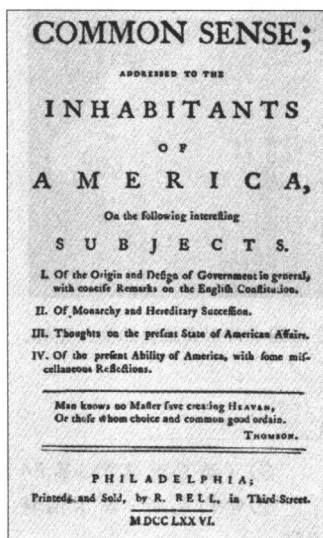 COMMON SENSE;
ADDRESSED TO THE
INHABITANTS
OF
AMERICA,
On the following intereſting
SUBJECTS.
I. Of the Origin and Deſign of Government in general,
with conciſe Remarks on the Engliſh Conſtitution.
II. Of Monarchy and Hereditary Succeſſion.
III. Thoughts on the preſent State of American Affairs.
IV. Of the preſent Ability of America, with ſome miſ-
cellaneous Reflections.
Man knows no Maſter ſave creating HEAVEN,
Or thoſe whom choice and common good ordain.
THOMSON.
PHILADELPHIA;
Printed, and Sold, by R. BELL, in Third-Street.
MDCCLXXVI.